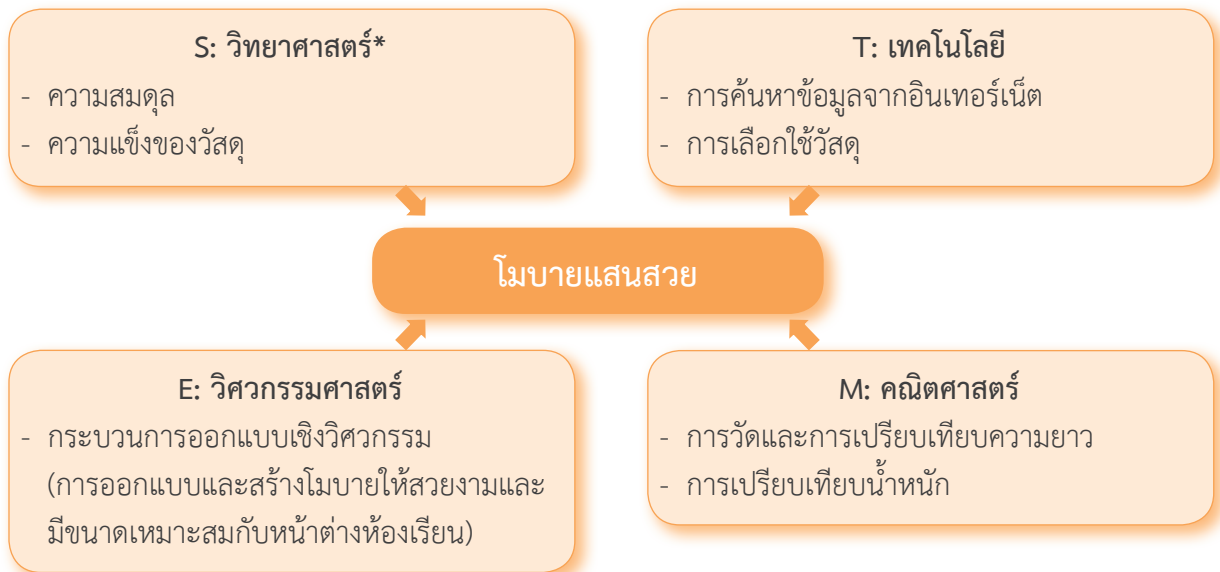 S: วิทยาศาสตร์*
- ความสมดุล
- ความแข็งของวัสดุ
T: เทคโนโลยี
- การค้นหาข้อมูลจากอินเทอร์เน็ต
- การเลือกใช้วัสดุ
โมบายแสนสวย
E: วิศวกรรมศาสตร์
- กระบวนการออกแบบเชิงวิศวกรรม
(การออกแบบและสร้างโมบายให้สวยงามและ
มีขนาดเหมาะสมกับหน้าต่างห้องเรียน)
M: คณิตศาสตร์
- การวัดและการเปรียบเทียบความยาว
- การเปรียบเทียบน้ำหนัก